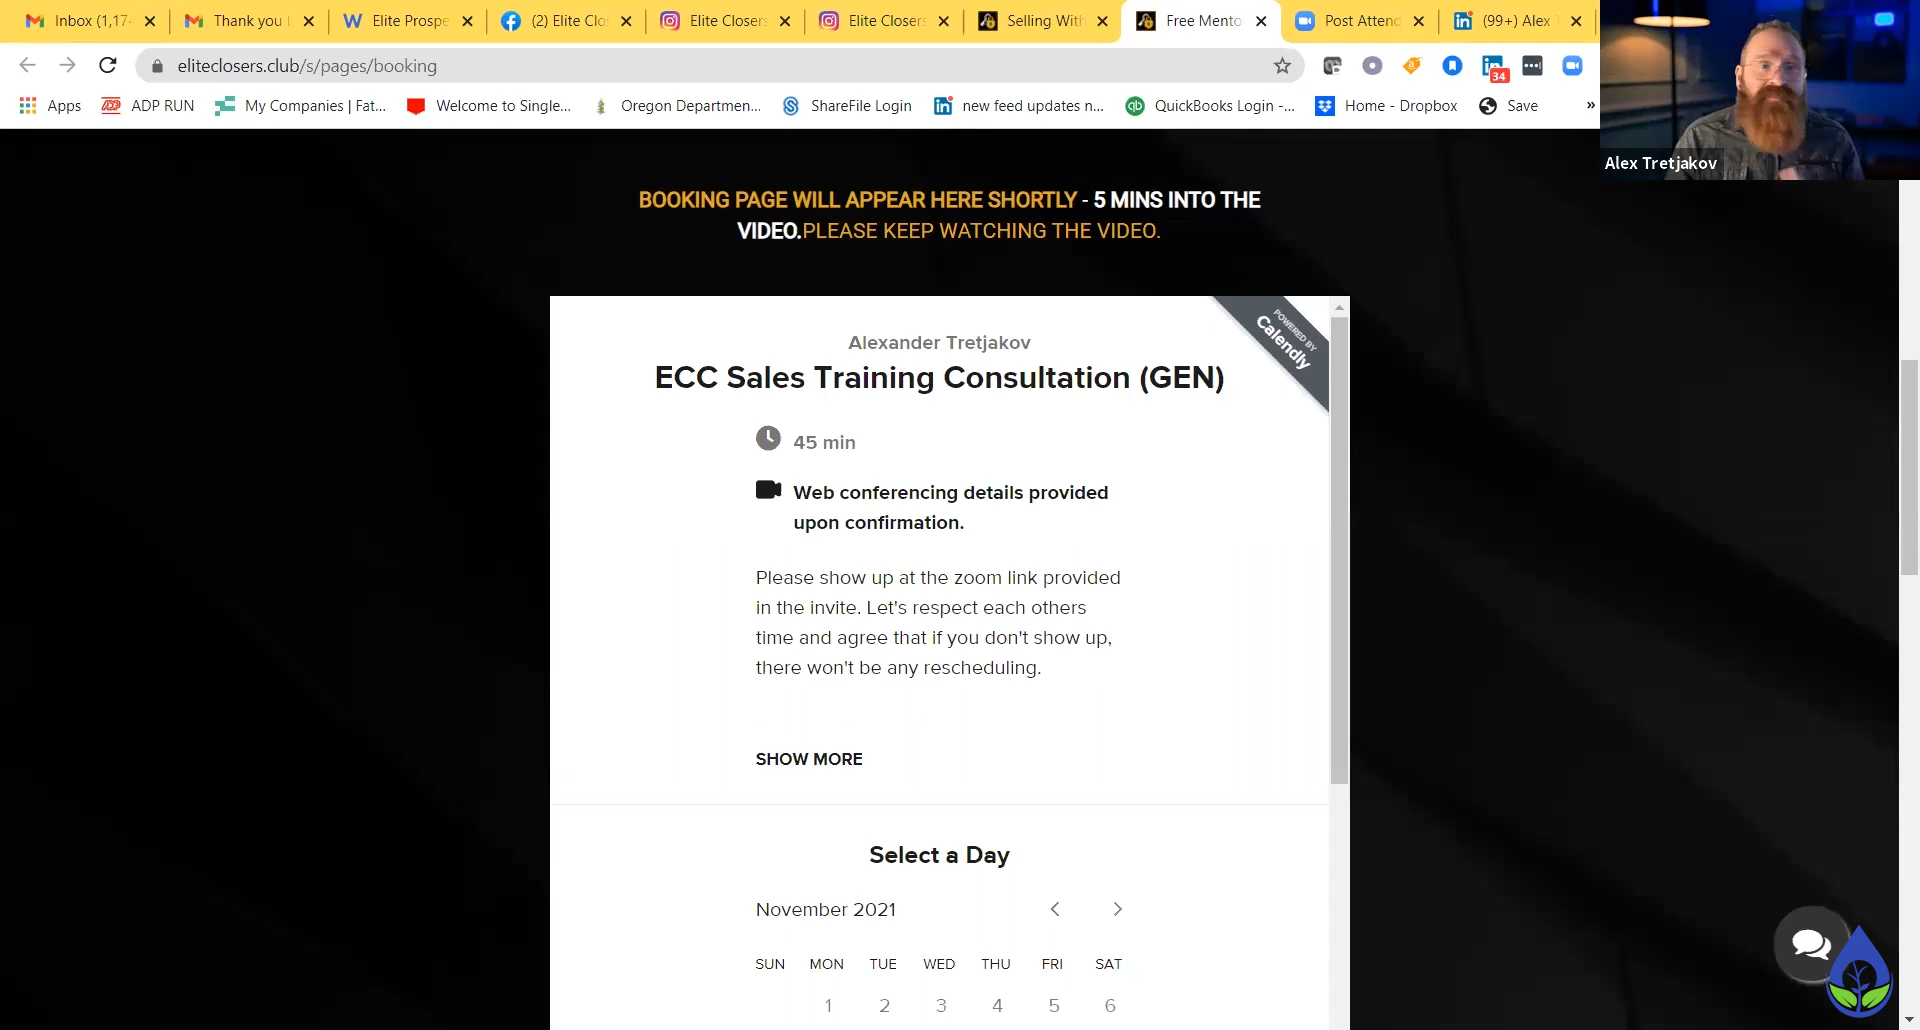 Inbox (1,174
Thank you
Elite Prospe
(2) Elite Clo
Elite Closers
Elite Closers
Selling With
Free Mento
Post Attend
(99+) Alex T
eliteclosers.club/s/pages/booking
34
Apps
ADP RUN
My Companies | Fat...
Welcome to Single...
Oregon Departmen...
ShareFile Login
new feed updates n...
QuickBooks Login -...
Home - Dropbox
Save
»
Alex Tretjakov
BOOKING PAGE WILL APPEAR HERE SHORTLY - 5 MINS INTO THE
VIDEO.PLEASE KEEP WATCHING THE VIDEO.
POWERED BY
Calendly
Alexander Tretjakov
ECC Sales Training Consultation (GEN)
45 min
Web conferencing details provided
upon confirmation.
Please show up at the zoom link provided
in the invite. Let's respect each others
time and agree that if you don't show up,
there won't be any rescheduling.
SHOW MORE
Select a Day
November 2021
SUN MON TUE WED THU FRI SAT
1 2 3 4 5 6